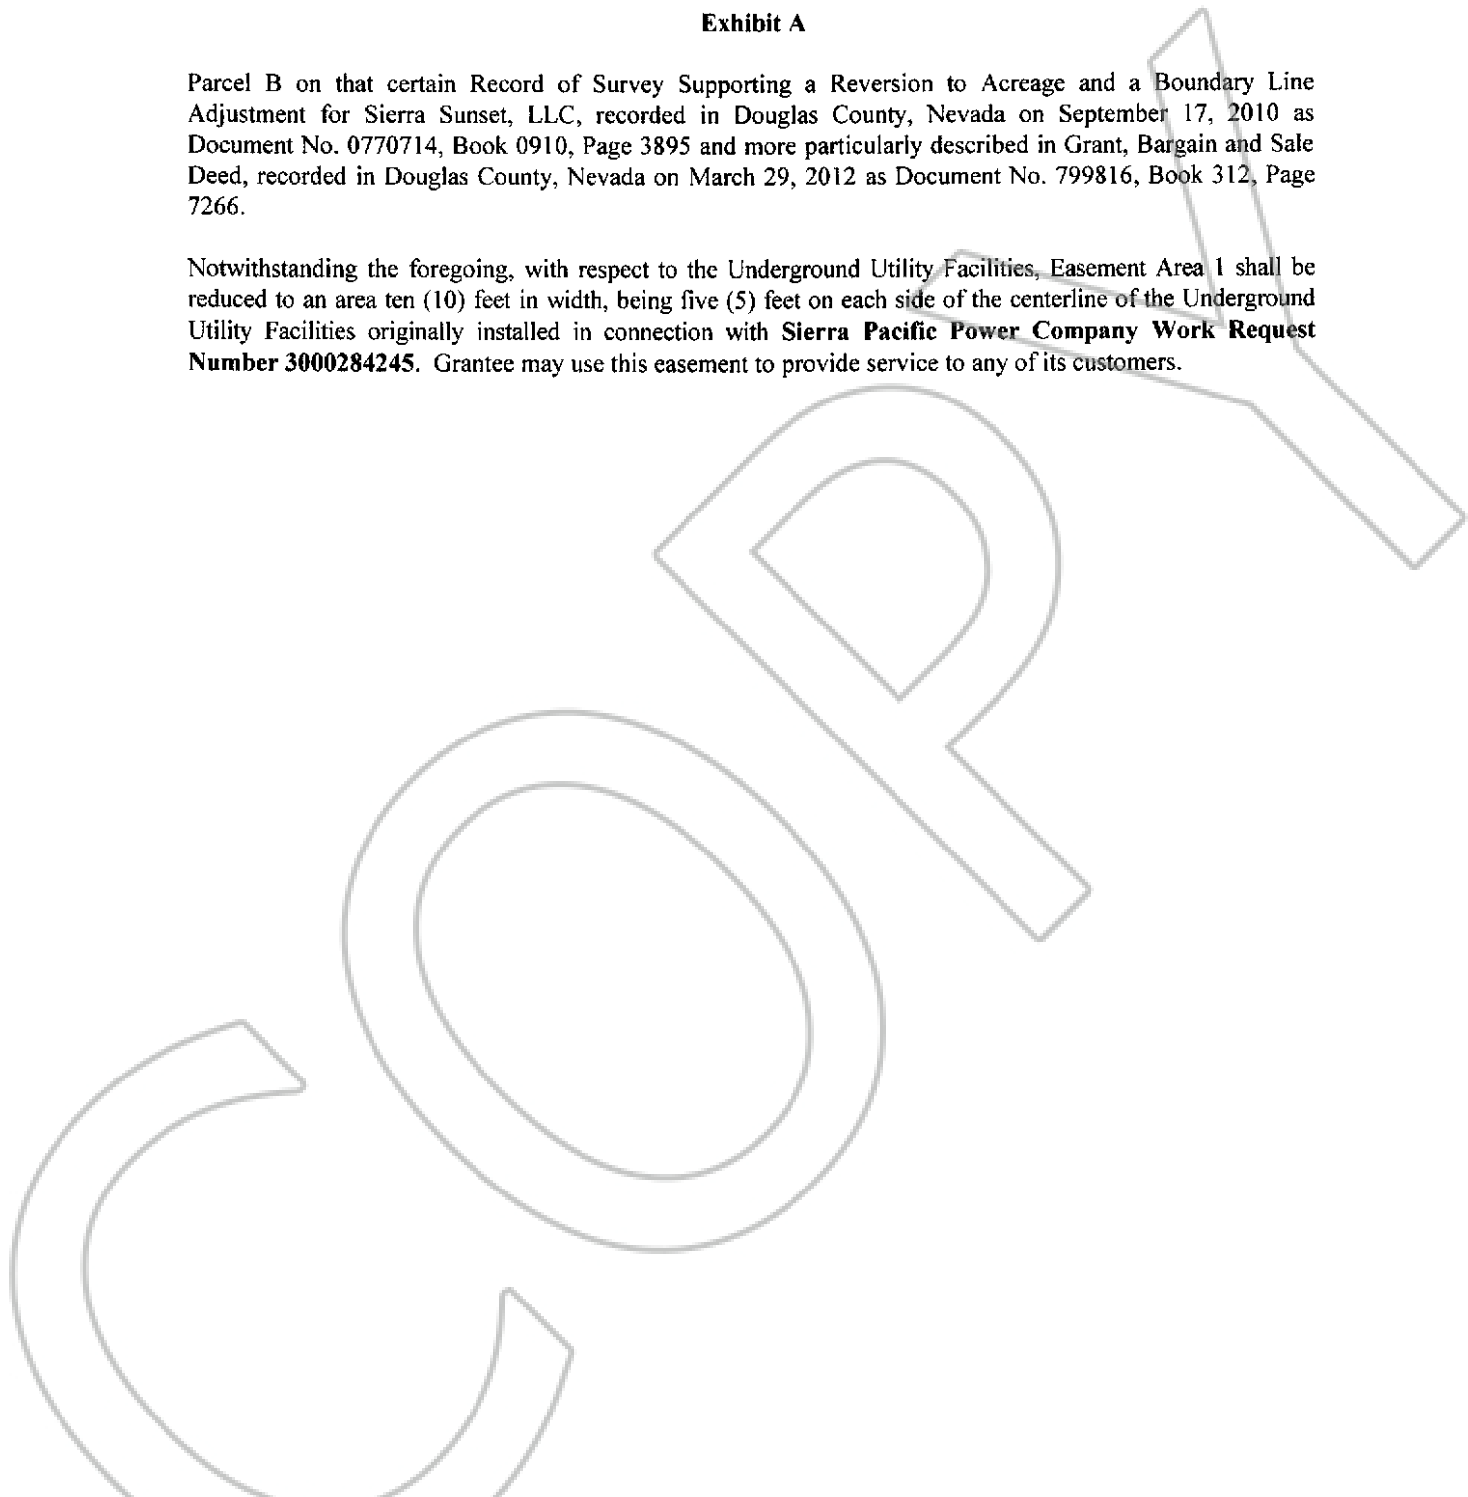 Exhibit A
Parcel B on that certain Record of Survey Supporting a Reversion to Acreage and a Boundary Line
Adjustment for Sierra Sunset, LLC, recorded in Douglas County, Nevada on September 17, 2010 as
Document No. 0770714, Book 0910, Page 3895 and more particularly described in Grant, Bargain and Sale
Deed, recorded in Douglas County, Nevada on March 29, 2012 as Document No. 799816, Book 312, Page
7266.
Notwithstanding the foregoing, with respect to the Underground Utility Facilities, Easement Area 1 shall be
reduced to an area ten (10) feet in width, being five (5) feet on each side of the centerline of the Underground
Utility Facilities originally installed in connection with Sierra Pacific Power Company Work Request
Number 3000284245. Grantee may use this easement to provide service to any of its customers.
COPY